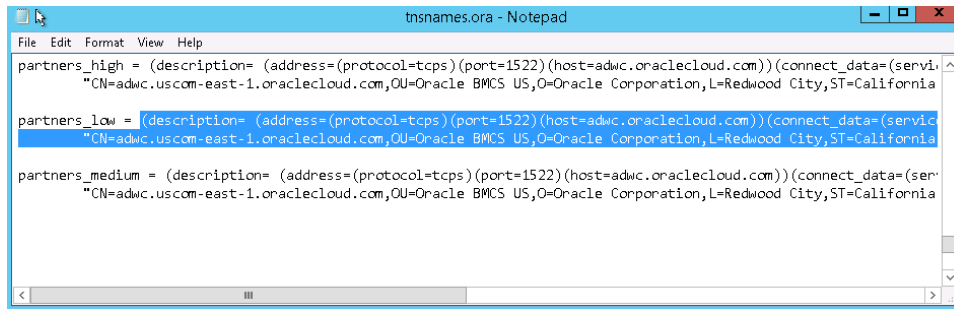 tnsnames.ora - Notepad
File Edit Format View Help
partners_high = (description= (address=(protocol=tcps)(port=1522)(host=adwc.oraclecloud.com))(connect_data=(servi
"CN=adwc.uscom-east-1.oraclecloud.com,OU=Oracle BMCS US,O=Oracle Corporation,L=Redwood City,ST=California
partners_low = (description= (address=(protocol=tcps)(port=1522)(host=adwc.oraclecloud.com))(connect_data=(service
"CN=adwc.uscom-east-1.oraclecloud.com,OU=Oracle BMCS US,O=Oracle Corporation,L=Redwood City,ST=California
partners_medium = (description= (address=(protocol=tcps)(port=1522)(host=adwc.oraclecloud.com))(connect_data=(ser
"CN=adwc.uscom-east-1.oraclecloud.com,OU=Oracle BMCS US,O=Oracle Corporation,L=Redwood City,ST=California